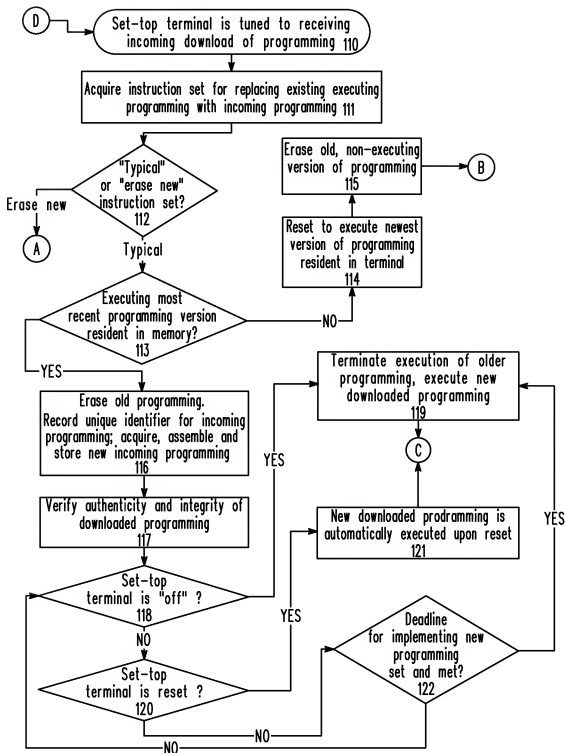 D
Set-top terminal is tuned to receiving
incoming download of programming 110
Acquire instruction set for replacing existing executing
programming with incoming programming 111
"Typical"
or "erase new"
instruction set?
112
Erase new
A
Typical
Erase old, non-executing
version of programming
115
B
Reset to execute newest
version of programming
resident in terminal
114
Executing most
recent programming version
resident in memory?
113
NO
YES
Erase old programming.
Record unique identifier for incoming
programming; acquire, assemble and
store new incoming programming
116
Terminate execution of older
programming, execute new
downloaded programming
119
C
YES
Verify authenticity and integrity of
downloaded programming
117
New downloaded prodramming is
automatically executed upon reset
121
YES
Set-top
terminal is "off" ?
118
NO
YES
Set-top
terminal is reset ?
120
Deadline
for implementing new
programming
set and met?
122
NO
NO